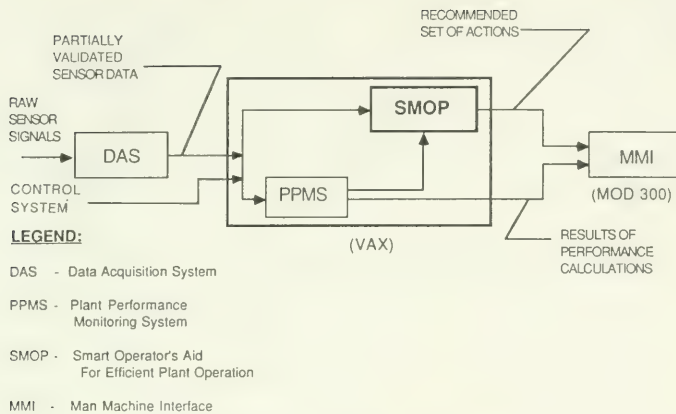 RECOMMENDED
SET OF ACTIONS
PARTIALLY
VALIDATED
SENSOR DATA
RAW
SENSOR
SIGNALS
DAS
CONTROL
SYSTEM
SMOP
PPMS
(VAX)
MMI
(MOD 300)
RESULTS OF
PERFORMANCE
CALCULATIONS
LEGEND:
DAS - Data Acquisition System
PPMS - Plant Performance
Monitoring System
SMOP - Smart Operator's Aid
For Efficient Plant Operation
MMI - Man Machine Interface